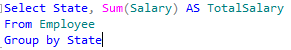 Select State, Sum(Salary) AS TotalSalary
From Employee
Group by State